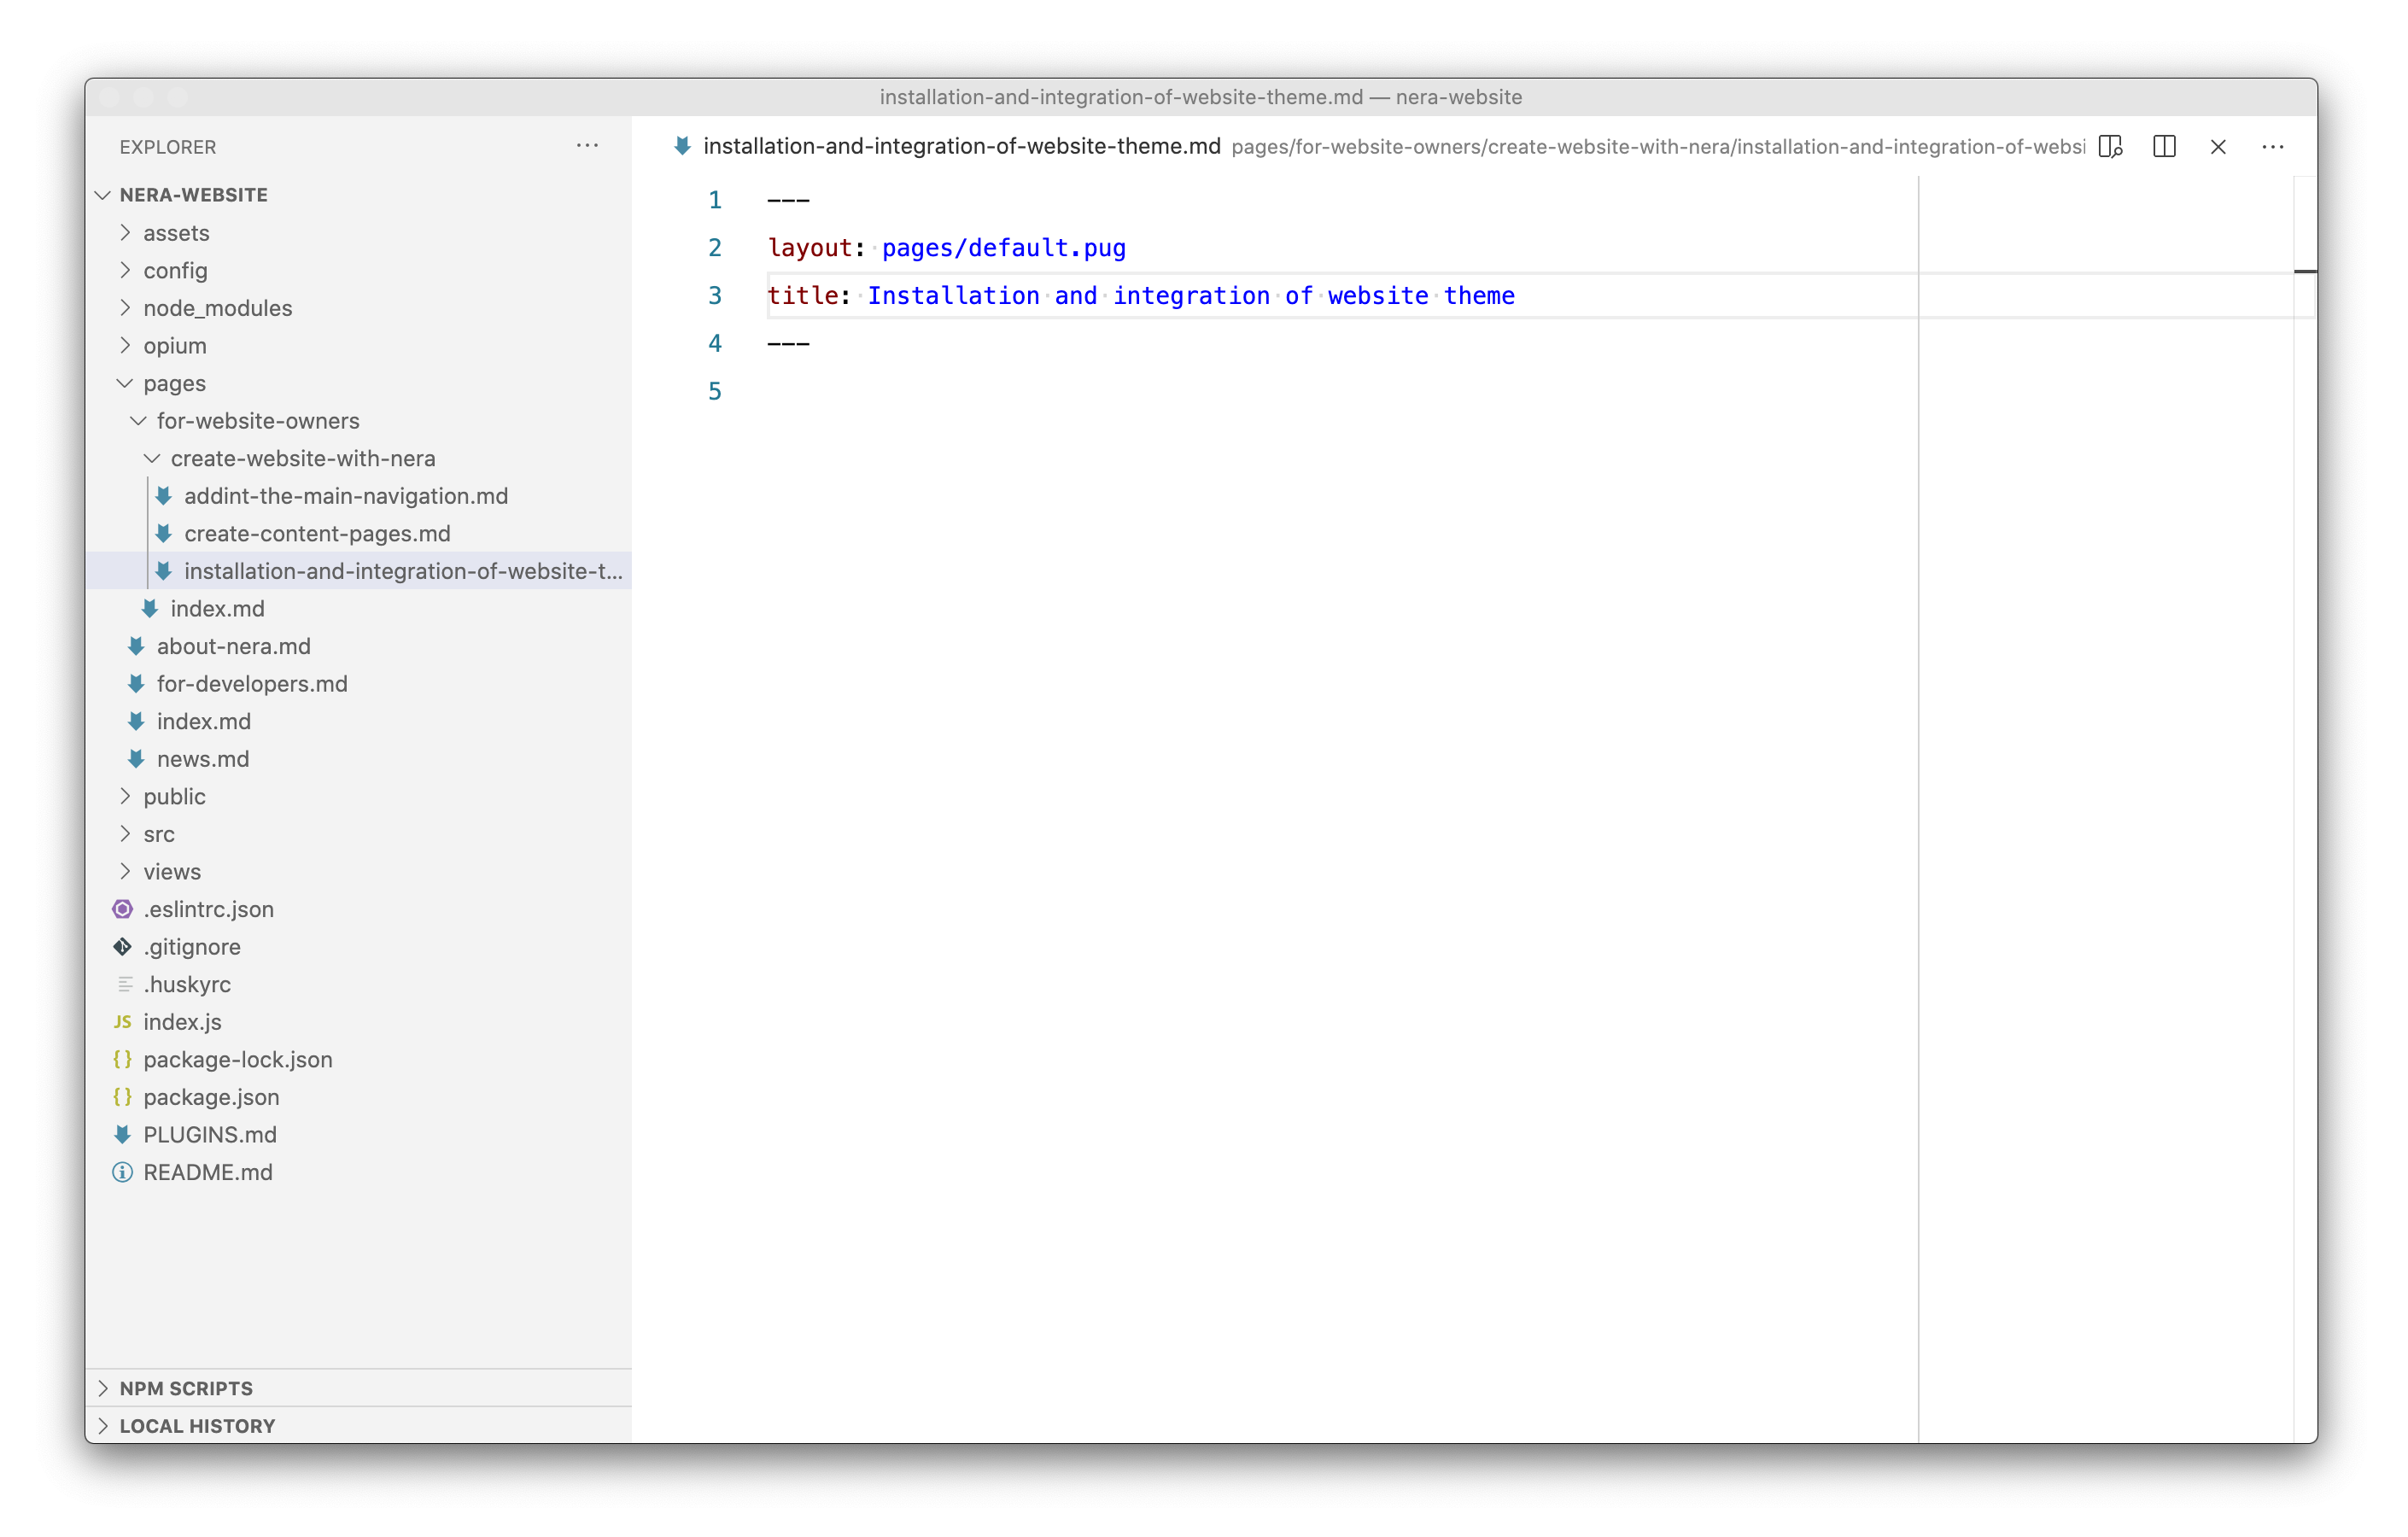 installation-and-integration-of-website-theme.md — nera-website
EXPLORER
NERA-WEBSITE
assets
config
node_modules
opium
pages
for-website-owners
create-website-with-nera
addint-the-main-navigation.md
create-content-pages.md
installation-and-integration-of-website-t...
index.md
about-nera.md
for-developers.md
index.md
news.md
public
src
views
.eslintrc.json
.gitignore
.huskyrc
JS index.js
{} package-lock.json
{} package.json
PLUGINS.md
README.md
NPM SCRIPTS
LOCAL HISTORY
installation-and-integration-of-website-theme.md pages/for-website-owners/create-website-with-nera/installation-and-integration-of-websi
1 ---
2 layout: pages/default.pug
3 title: Installation and integration of website theme
4 ---
5